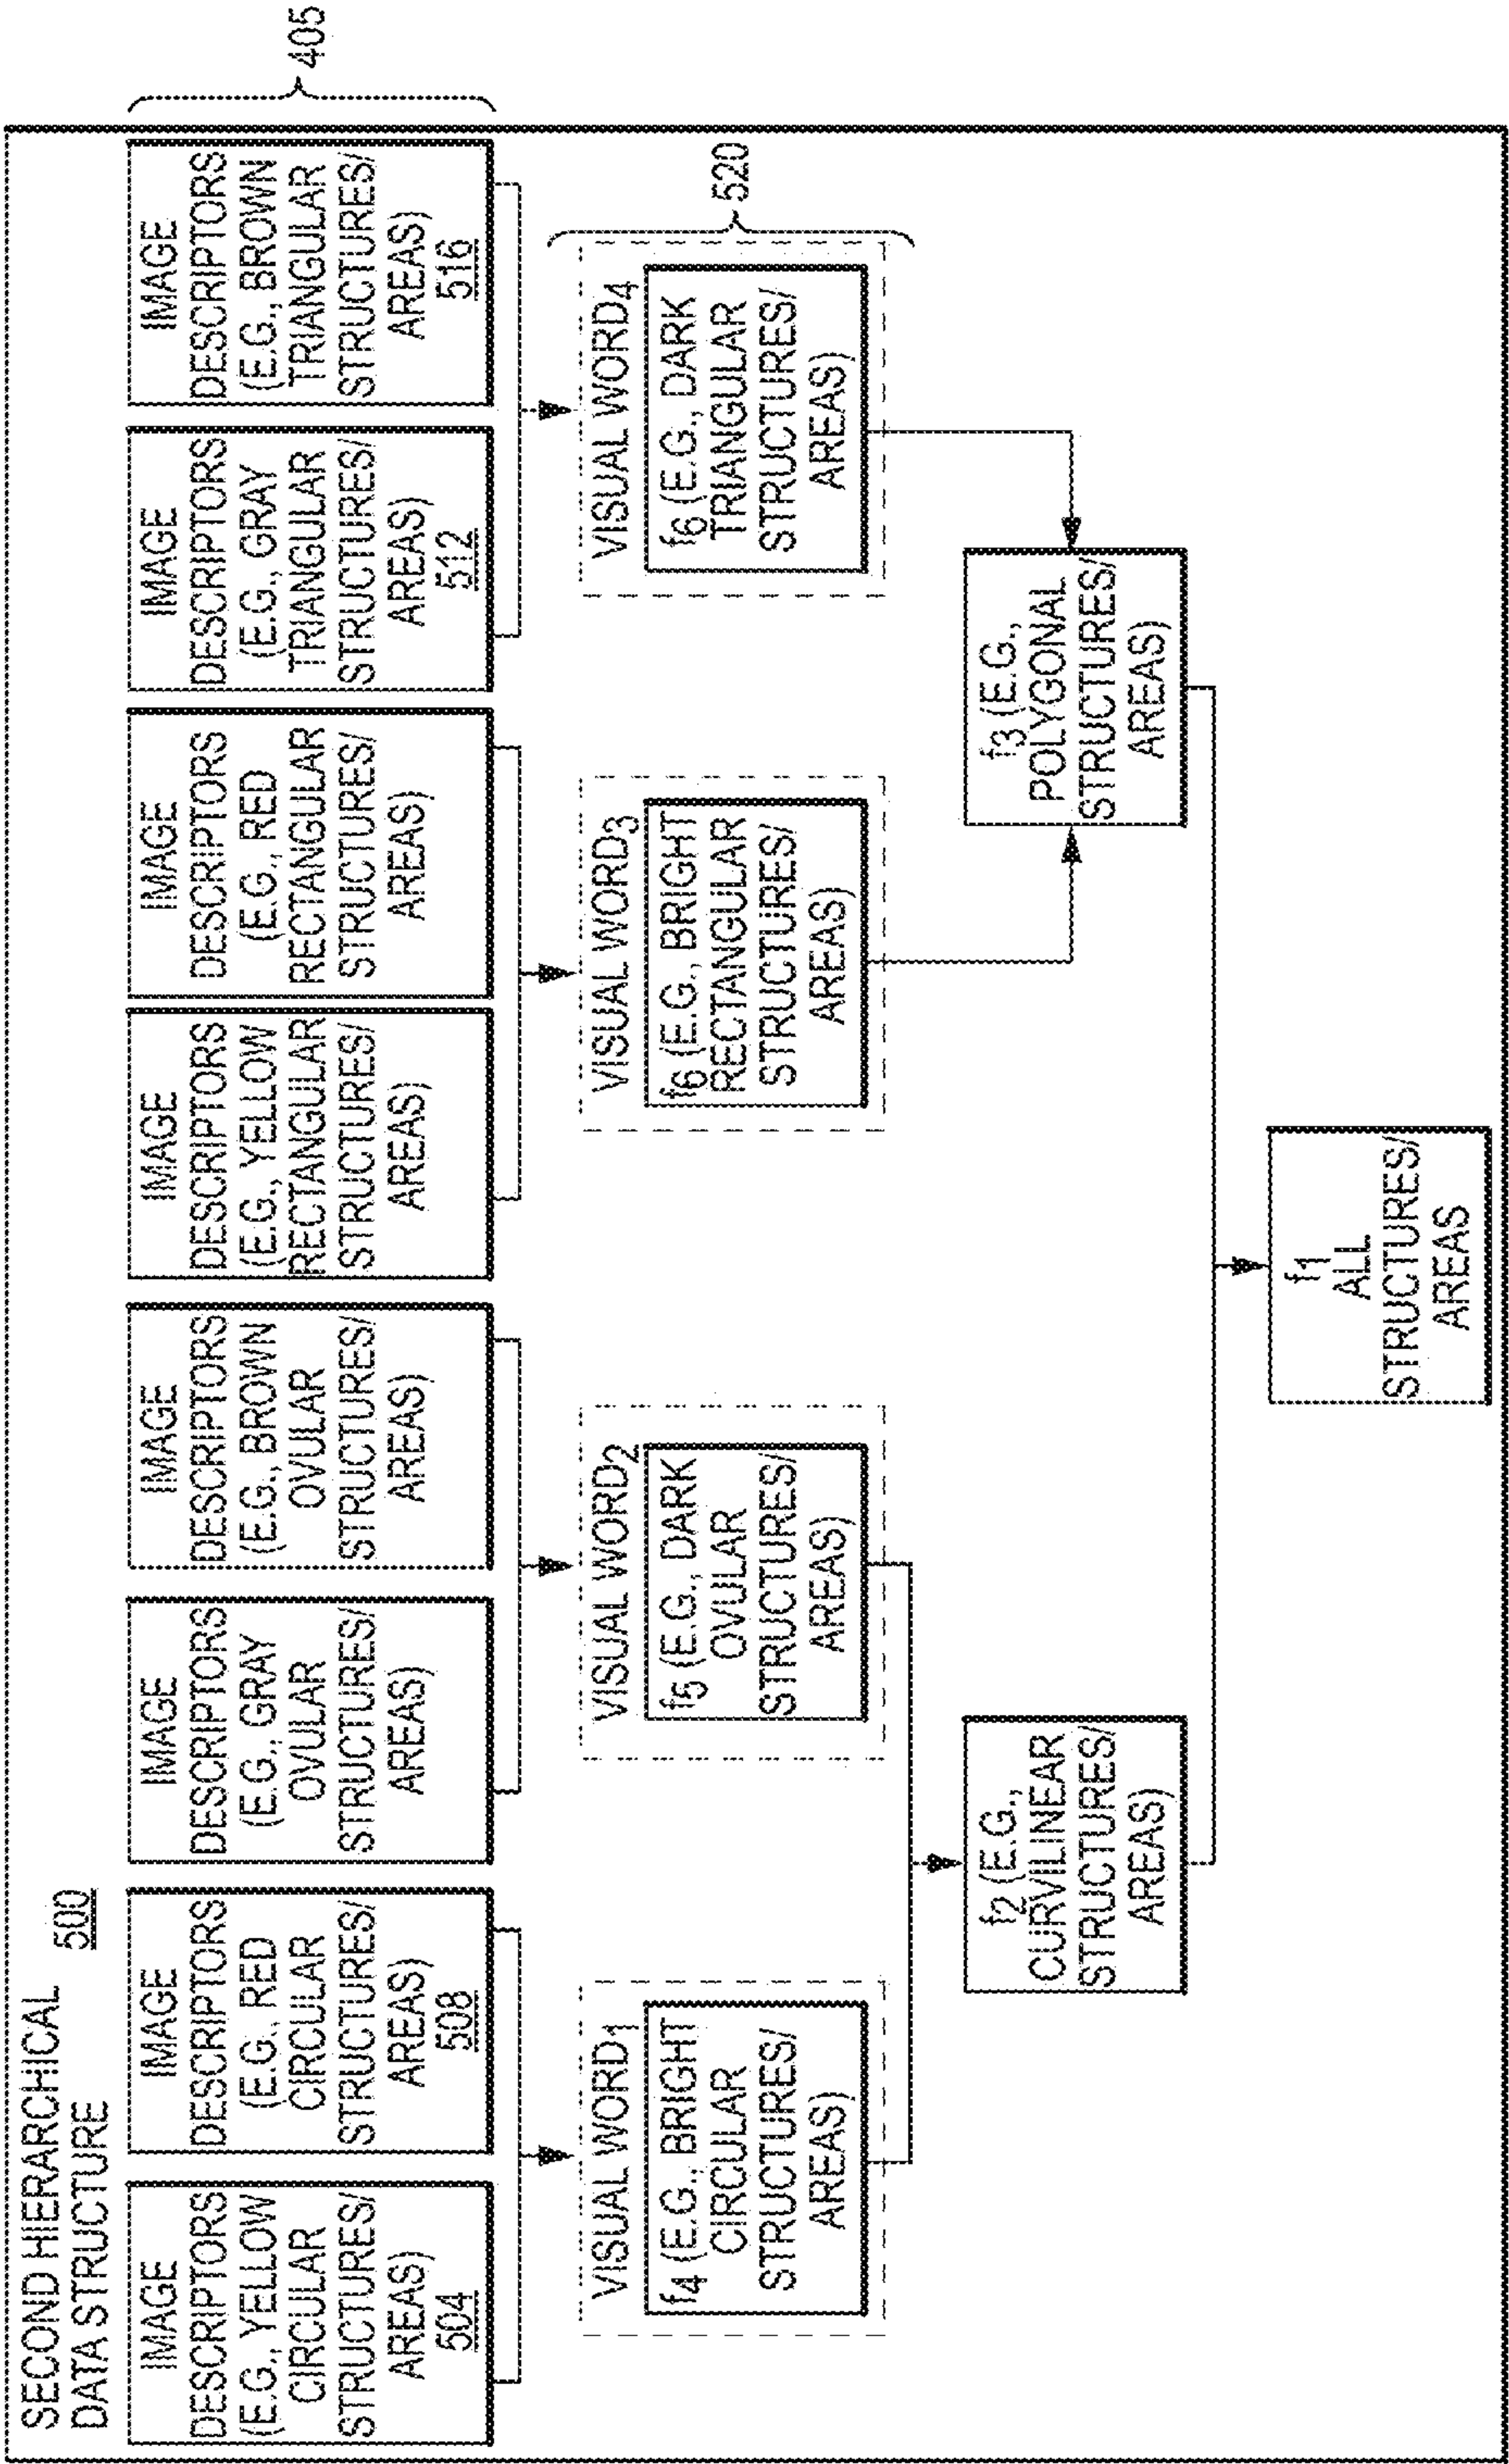 SECOND HIERARCHICAL
DATA STRUCTURE 500
IMAGE
DESCRIPTORS
(E.G., YELLOW
CIRCULAR
STRUCTURES/
AREAS)
504
IMAGE
DESCRIPTORS
(E.G., RED
CIRCULAR
STRUCTURES/
AREAS)
508
IMAGE
DESCRIPTORS
(E.G., GRAY
OVULAR
STRUCTURES/
AREAS)
IMAGE
DESCRIPTORS
(E.G., BROWN
OVULAR
STRUCTURES/
AREAS)
IMAGE
DESCRIPTORS
(E.G., YELLOW
RECTANGULAR
STRUCTURES/
AREAS)
IMAGE
DESCRIPTORS
(E.G., RED
RECTANGULAR
STRUCTURES/
AREAS)
IMAGE
DESCRIPTORS
(E.G., GRAY
TRIANGULAR
STRUCTURES/
AREAS)
512
IMAGE
DESCRIPTORS
(E.G., BROWN
TRIANGULAR
STRUCTURES/
AREAS)
516
405
VISUAL WORD1
f4 (E.G., BRIGHT
CIRCULAR
STRUCTURES/
AREAS)
VISUAL WORD2
f5 (E.G., DARK
OVULAR
STRUCTURES/
AREAS)
VISUAL WORD3
f6 (E.G., BRIGHT
RECTANGULAR
STRUCTURES/
AREAS)
VISUAL WORD4
f6 (E.G., DARK
TRIANGULAR
STRUCTURES/
AREAS)
520
f2 (E.G.,
CURVILINEAR
STRUCTURES/
AREAS)
f3 (E.G.,
POLYGONAL
STRUCTURES/
AREAS)
f1
ALL
STRUCTURES/
AREAS